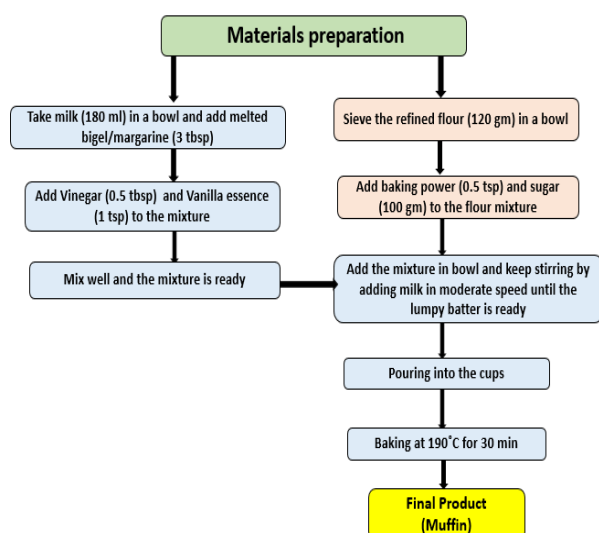 Materials preparation
Take milk (180 ml) in a bowl and add melted
bigel/margarine (3 tbsp)
Add Vinegar (0.5 tbsp) and Vanilla essence
(1 tsp) to the mixture
Mix well and the mixture is ready
Sieve the refined flour (120 gm) in a bowl
Add baking power (0.5 tsp) and sugar
(100 gm) to the flour mixture
Add the mixture in bowl and keep stirring by
adding milk in moderate speed until the
lumpy batter is ready
Pouring into the cups
Baking at 190˚C for 30 min
Final Product
(Muffin)